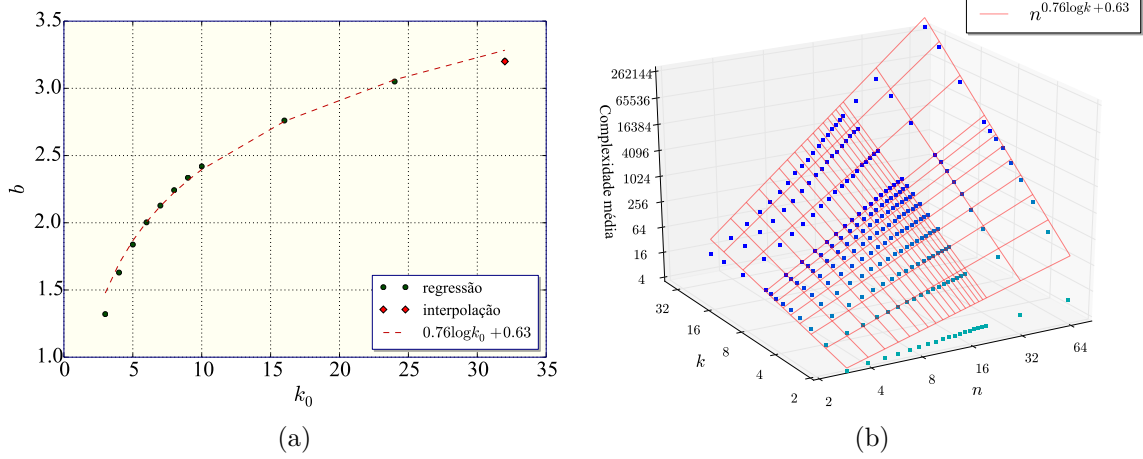 3.5
3.0
2.5
2.0
1.5
1.0
b
0 5 10 15 20 25 30 35
k₀
regressão
interpolação
0.76logk₀ + 0.63
(a)
n^{0.76logk+0.63}
262144
65536
16384
4096
1024
256
64
16
4
Complexidade média
32
16
8
4
2
k
2
4
8
16
32
64
n
(b)